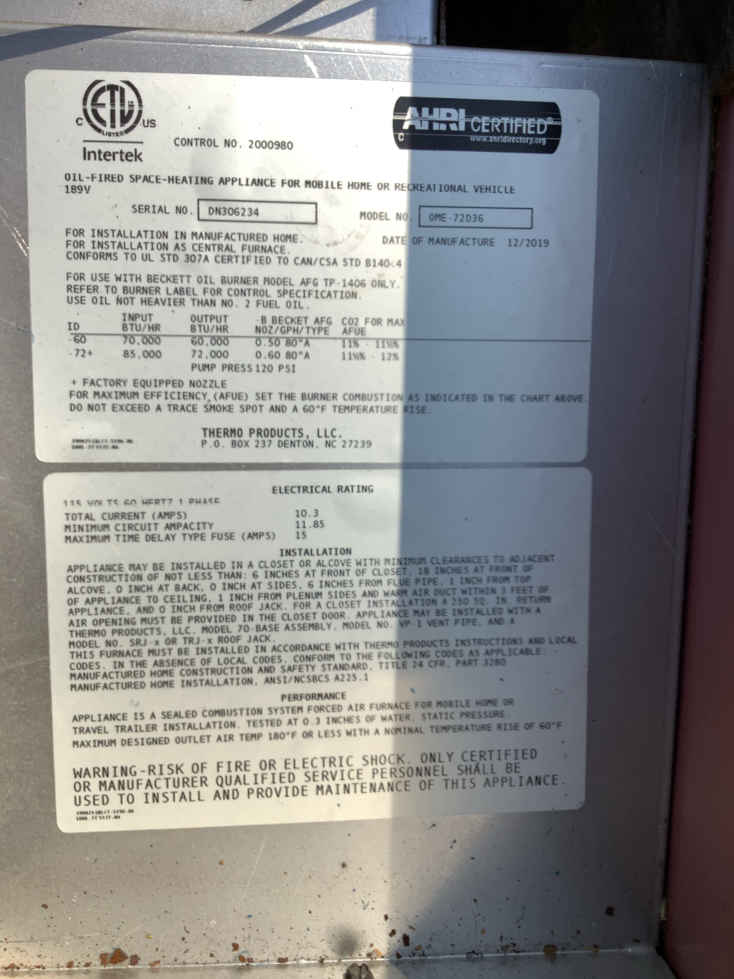 ETL
LISTED
C US
Intertek
CONTROL NO. 2000980
AHRI CERTIFIED®
C www.ahridirectory.org
OIL-FIRED SPACE-HEATING APPLIANCE FOR MOBILE HOME OR RECREATIONAL VEHICLE
189V
SERIAL NO. DN306234 MODEL NO. OME-72D36
FOR INSTALLATION IN MANUFACTURED HOME. DATE OF MANUFACTURE 12/2019
FOR INSTALLATION AS CENTRAL FURNACE.
CONFORMS TO UL STD 307A CERTIFIED TO CAN/CSA STD B140.4
FOR USE WITH BECKETT OIL BURNER MODEL AFG TP-1406 ONLY.
REFER TO BURNER LABEL FOR CONTROL SPECIFICATION.
USE OIL NOT HEAVIER THAN NO. 2 FUEL OIL.
INPUT OUTPUT -B BECKET AFG CO2 FOR MAX
ID BTU/HR BTU/HR NOZ/GPH/TYPE AFUE
-60 70,000 60,000 0.50 80°A 11% - 11½%
-72+ 85,000 72,000 0.60 80°A 11½% - 12%
PUMP PRESS 120 PSI
+ FACTORY EQUIPPED NOZZLE
FOR MAXIMUM EFFICIENCY,(AFUE) SET THE BURNER COMBUSTION AS INDICATED IN THE CHART ABOVE.
DO NOT EXCEED A TRACE SMOKE SPOT AND A 60°F TEMPERATURE RISE.
THERMO PRODUCTS, LLC.
P.O. BOX 237 DENTON, NC 27239
ELECTRICAL RATING
115 VOLTS 60 HERTZ 1 PHASE
TOTAL CURRENT (AMPS) 10.3
MINIMUM CIRCUIT AMPACITY 11.85
MAXIMUM TIME DELAY TYPE FUSE (AMPS) 15
INSTALLATION
APPLIANCE MAY BE INSTALLED IN A CLOSET OR ALCOVE WITH MINIMUM CLEARANCES TO ADJACENT
CONSTRUCTION OF NOT LESS THAN: 6 INCHES AT FRONT OF CLOSET, 18 INCHES AT FRONT OF
ALCOVE, 0 INCH AT BACK, 0 INCH AT SIDES, 6 INCHES FROM FLUE PIPE, 1 INCH FROM TOP
OF APPLIANCE TO CEILING, 1 INCH FROM PLENUM SIDES AND WARM AIR DUCT WITHIN 3 FEET OF
APPLIANCE, AND 0 INCH FROM ROOF JACK. FOR A CLOSET INSTALLATION A 250 SQ. IN. RETURN
AIR OPENING MUST BE PROVIDED IN THE CLOSET DOOR. APPLIANCE MAY BE INSTALLED WITH A
THERMO PRODUCTS, LLC. MODEL 70-BASE ASSEMBLY, MODEL NO. VP-1 VENT PIPE, AND A
MODEL NO. SRJ-x OR TRJ-x ROOF JACK.
THIS FURNACE MUST BE INSTALLED IN ACCORDANCE WITH THERMO PRODUCTS INSTRUCTIONS AND LOCAL
CODES. IN THE ABSENCE OF LOCAL CODES, CONFORM TO THE FOLLOWING CODES AS APPLICABLE:
MANUFACTURED HOME CONSTRUCTION AND SAFETY STANDARD, TITLE 24 CFR, PART 3280
MANUFACTURED HOME INSTALLATION, ANSI/NCSBCS A225.1
PERFORMANCE
APPLIANCE IS A SEALED COMBUSTION SYSTEM FORCED AIR FURNACE FOR MOBILE HOME OR
TRAVEL TRAILER INSTALLATION. TESTED AT 0.3 INCHES OF WATER, STATIC PRESSURE.
MAXIMUM DESIGNED OUTLET AIR TEMP 180°F OR LESS WITH A NOMINAL TEMPERATURE RISE OF 60°F
WARNING-RISK OF FIRE OR ELECTRIC SHOCK. ONLY CERTIFIED
OR MANUFACTURER QUALIFIED SERVICE PERSONNEL SHALL BE
USED TO INSTALL AND PROVIDE MAINTENANCE OF THIS APPLIANCE.